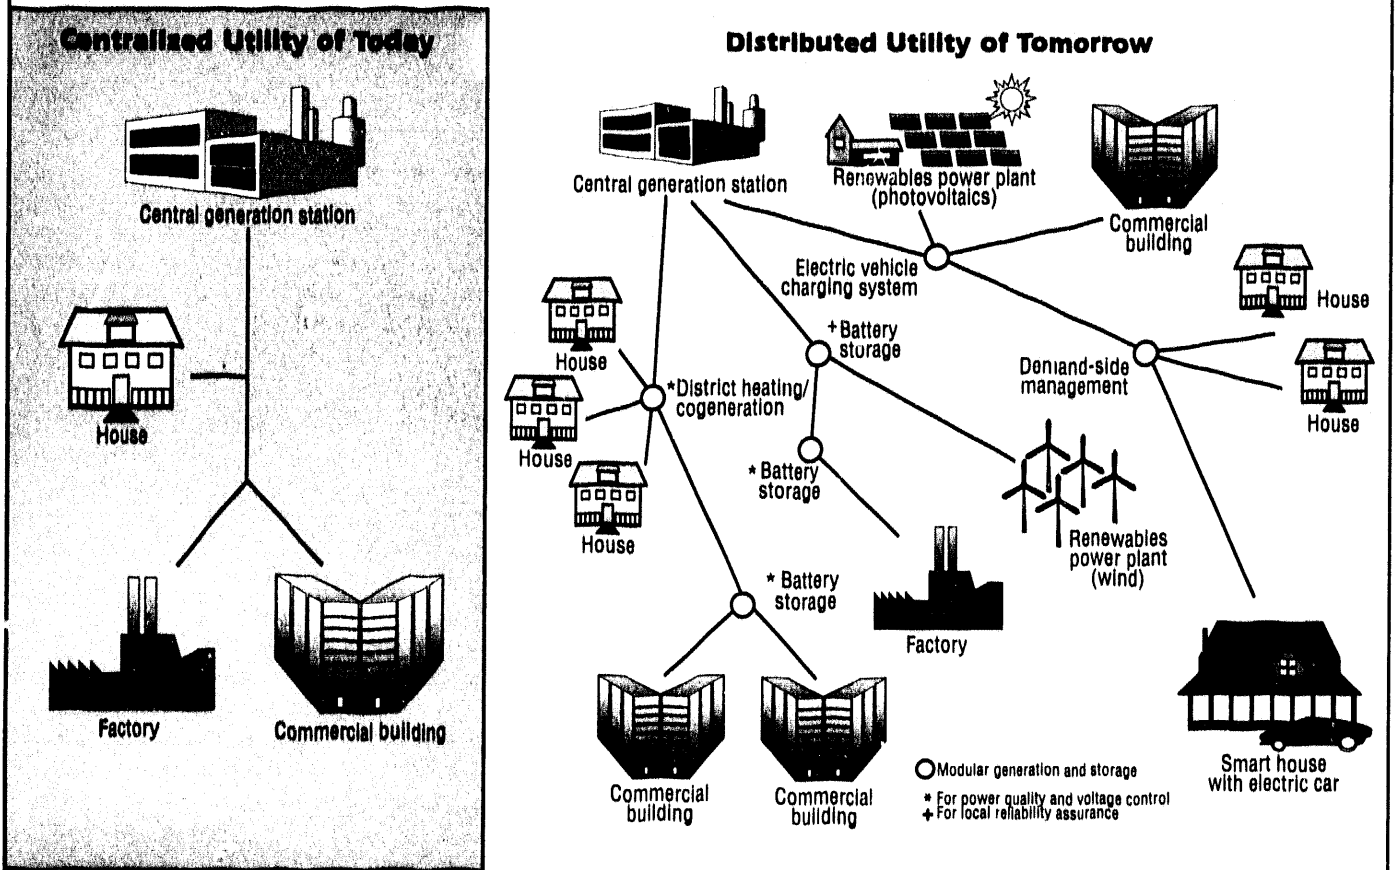 Centralized Utility of Today
Central generation station
House
Factory
Commercial building
Distributed Utility of Tomorrow
Central generation station
Renewables power plant
(photovoltaics)
Commercial
building
Electric vehicle
charging system
House
House
+Battery
storage
Demand-side
management
House
*District heating/
cogeneration
House
House
House
*Battery
storage
Renewables
power plant
(wind)
* Battery
storage
Factory
Commercial
building
Commercial
building
Smart house
with electric car
Modular generation and storage
* For power quality and voltage control
+ For local reliability assurance